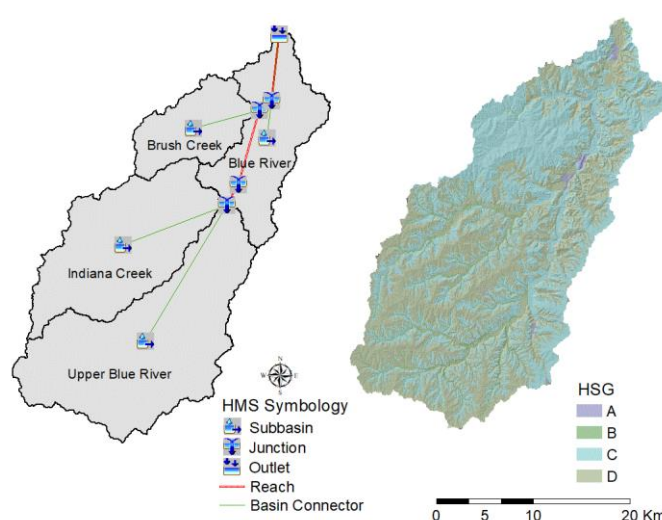 Brush Creek
Blue River
Indiana Creek
Upper Blue River
N
W E
S
HMS Symbology
Subbasin
Junction
Outlet
Reach
Basin Connector
HSG
A
B
C
D
0 5 10 20 Km